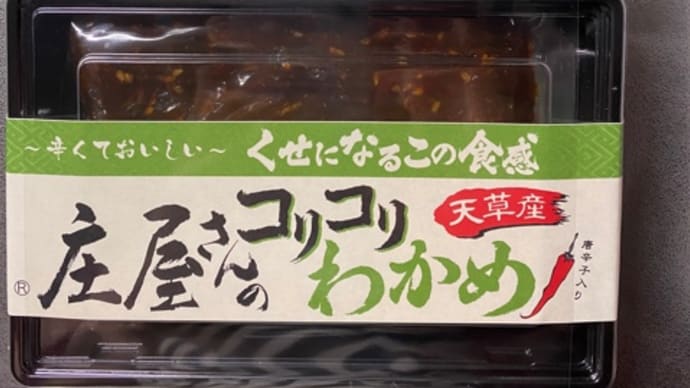 ～辛くておいしい～ くせになるこの食感
庄屋さんのコリコリわかめ
天草産
唐辛子入り
®